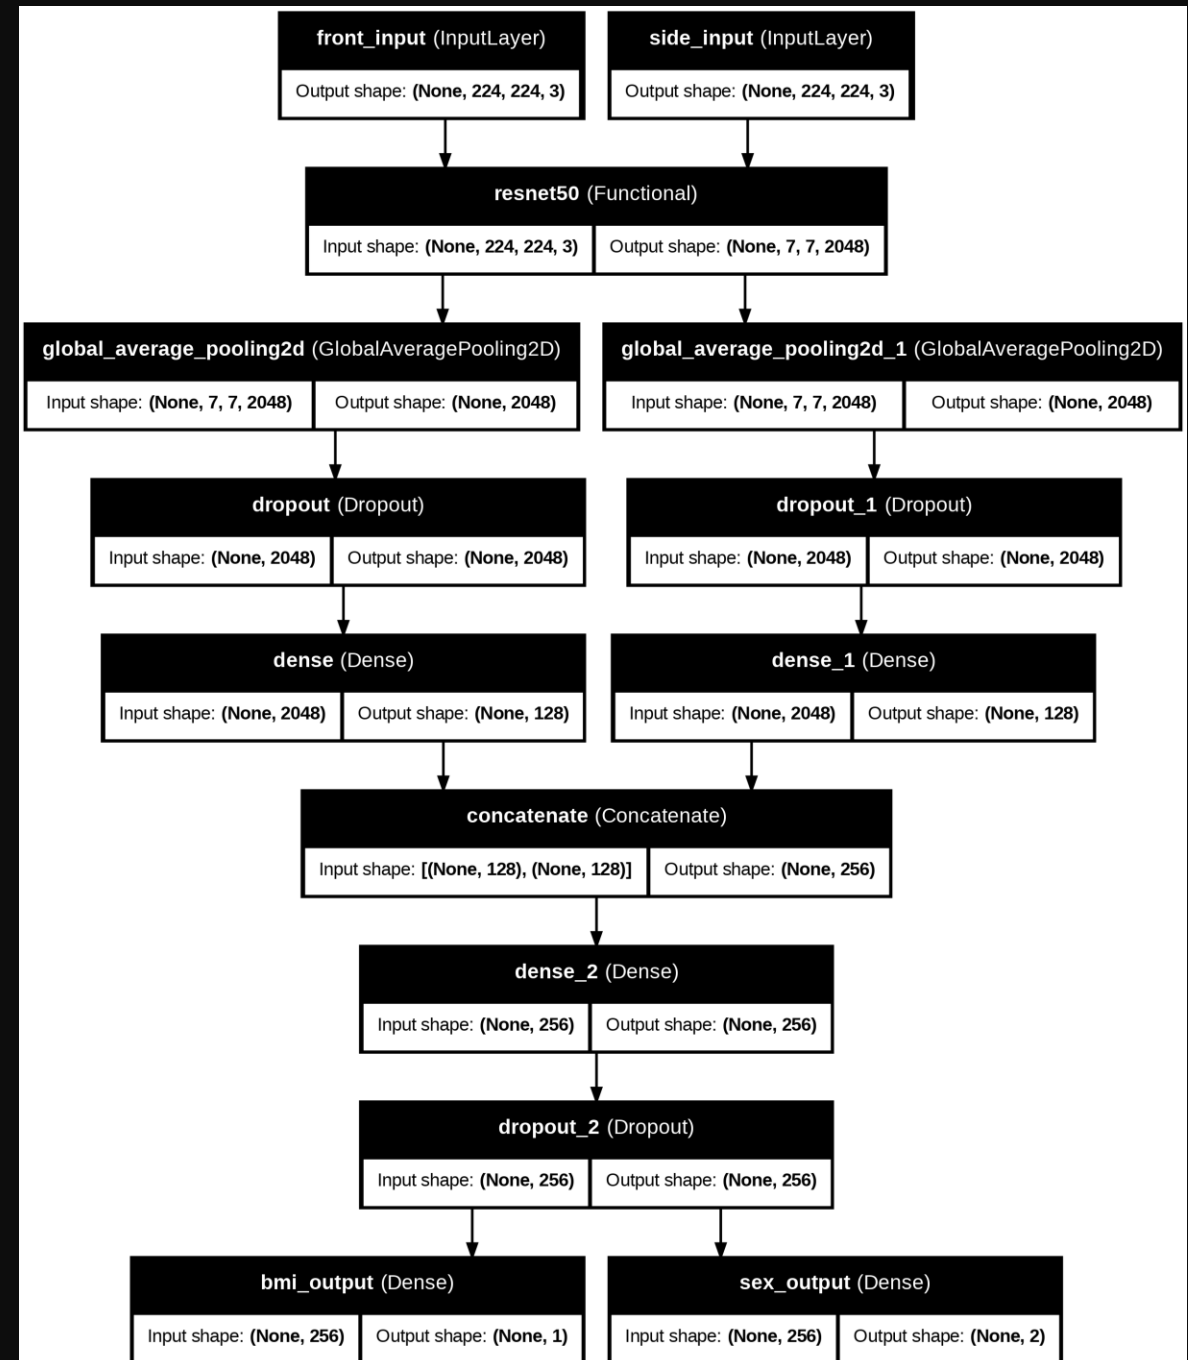 front_input (InputLayer)
side_input (InputLayer)
Output shape: (None, 224, 224, 3)
Output shape: (None, 224, 224, 3)
resnet50 (Functional)
Input shape: (None, 224, 224, 3)
Output shape: (None, 7, 7, 2048)
global_average_pooling2d (GlobalAveragePooling2D)
global_average_pooling2d_1 (GlobalAveragePooling2D)
Input shape: (None, 7, 7, 2048)
Output shape: (None, 2048)
Input shape: (None, 7, 7, 2048)
Output shape: (None, 2048)
dropout (Dropout)
dropout_1 (Dropout)
Input shape: (None, 2048)
Output shape: (None, 2048)
Input shape: (None, 2048)
Output shape: (None, 2048)
dense (Dense)
dense_1 (Dense)
Input shape: (None, 2048)
Output shape: (None, 128)
Input shape: (None, 2048)
Output shape: (None, 128)
concatenate (Concatenate)
Input shape: [(None, 128), (None, 128)]
Output shape: (None, 256)
dense_2 (Dense)
Input shape: (None, 256)
Output shape: (None, 256)
dropout_2 (Dropout)
Input shape: (None, 256)
Output shape: (None, 256)
bmi_output (Dense)
sex_output (Dense)
Input shape: (None, 256)
Output shape: (None, 1)
Input shape: (None, 256)
Output shape: (None, 2)